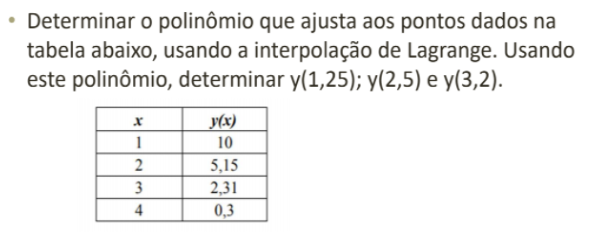 • Determinar o polinômio que ajusta aos pontos dados na
tabela abaixo, usando a interpolação de Lagrange. Usando
este polinômio, determinar y(1,25); y(2,5) e y(3,2).
x y(x)
1 10
2 5,15
3 2,31
4 0,3